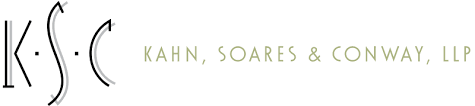 K·S·C KAHN, SOARES & CONWAY, LLP